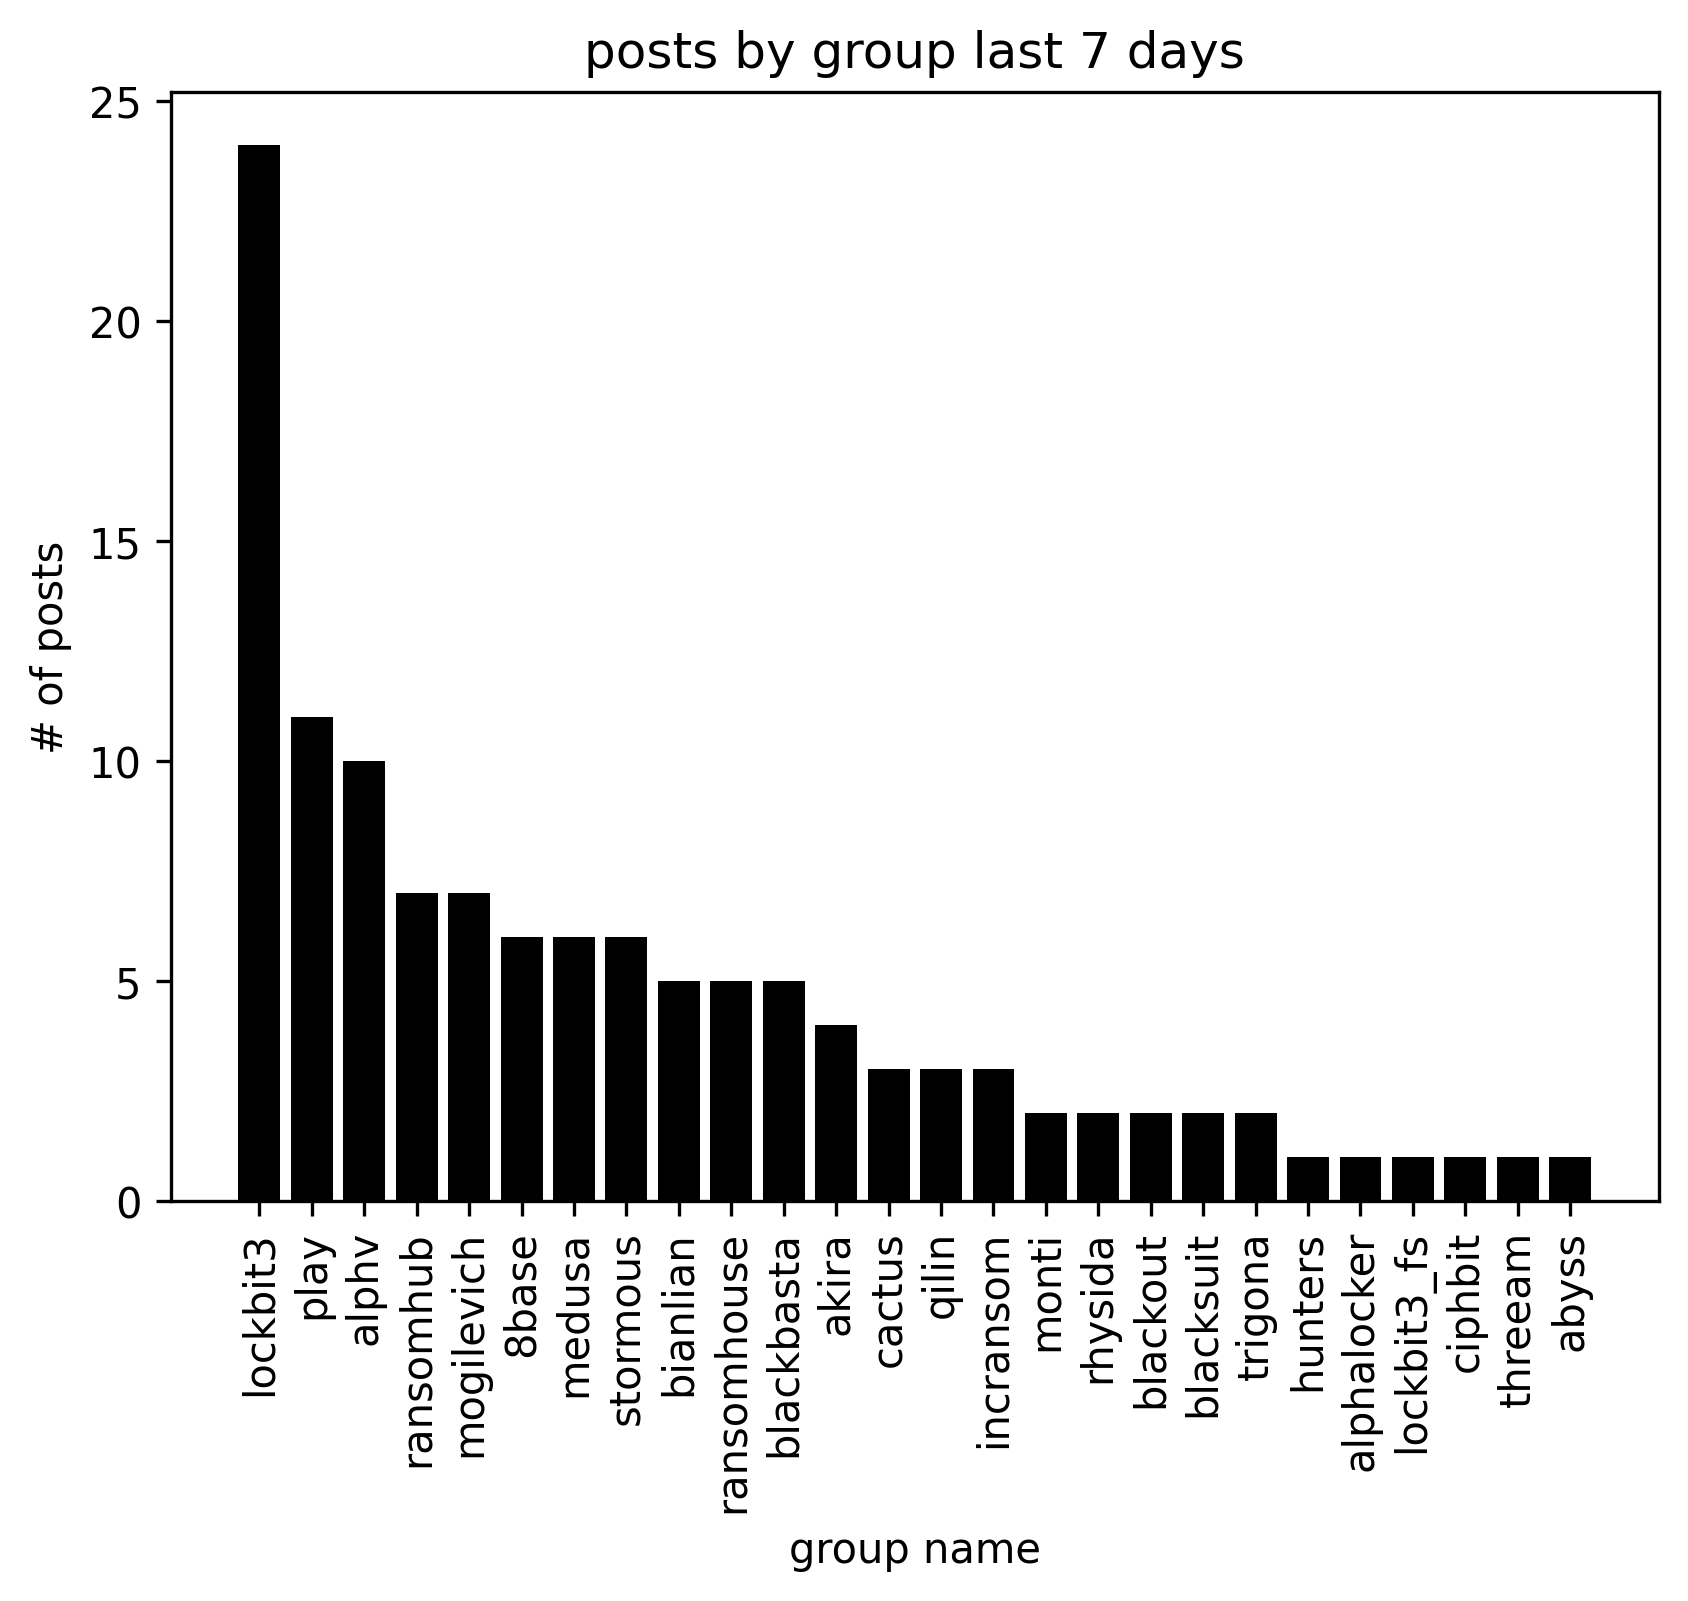 posts by group last 7 days
25
20
15
10
5
0
# of posts
lockbit3
play
alphv
ransomhub
mogilevich
8base
medusa
stormous
bianlian
ransomhouse
blackbasta
akira
cactus
qilin
incransom
monti
rhysida
blackout
blacksuit
trigona
hunters
alphalocker
lockbit3_fs
ciphbit
threeam
abyss
group name